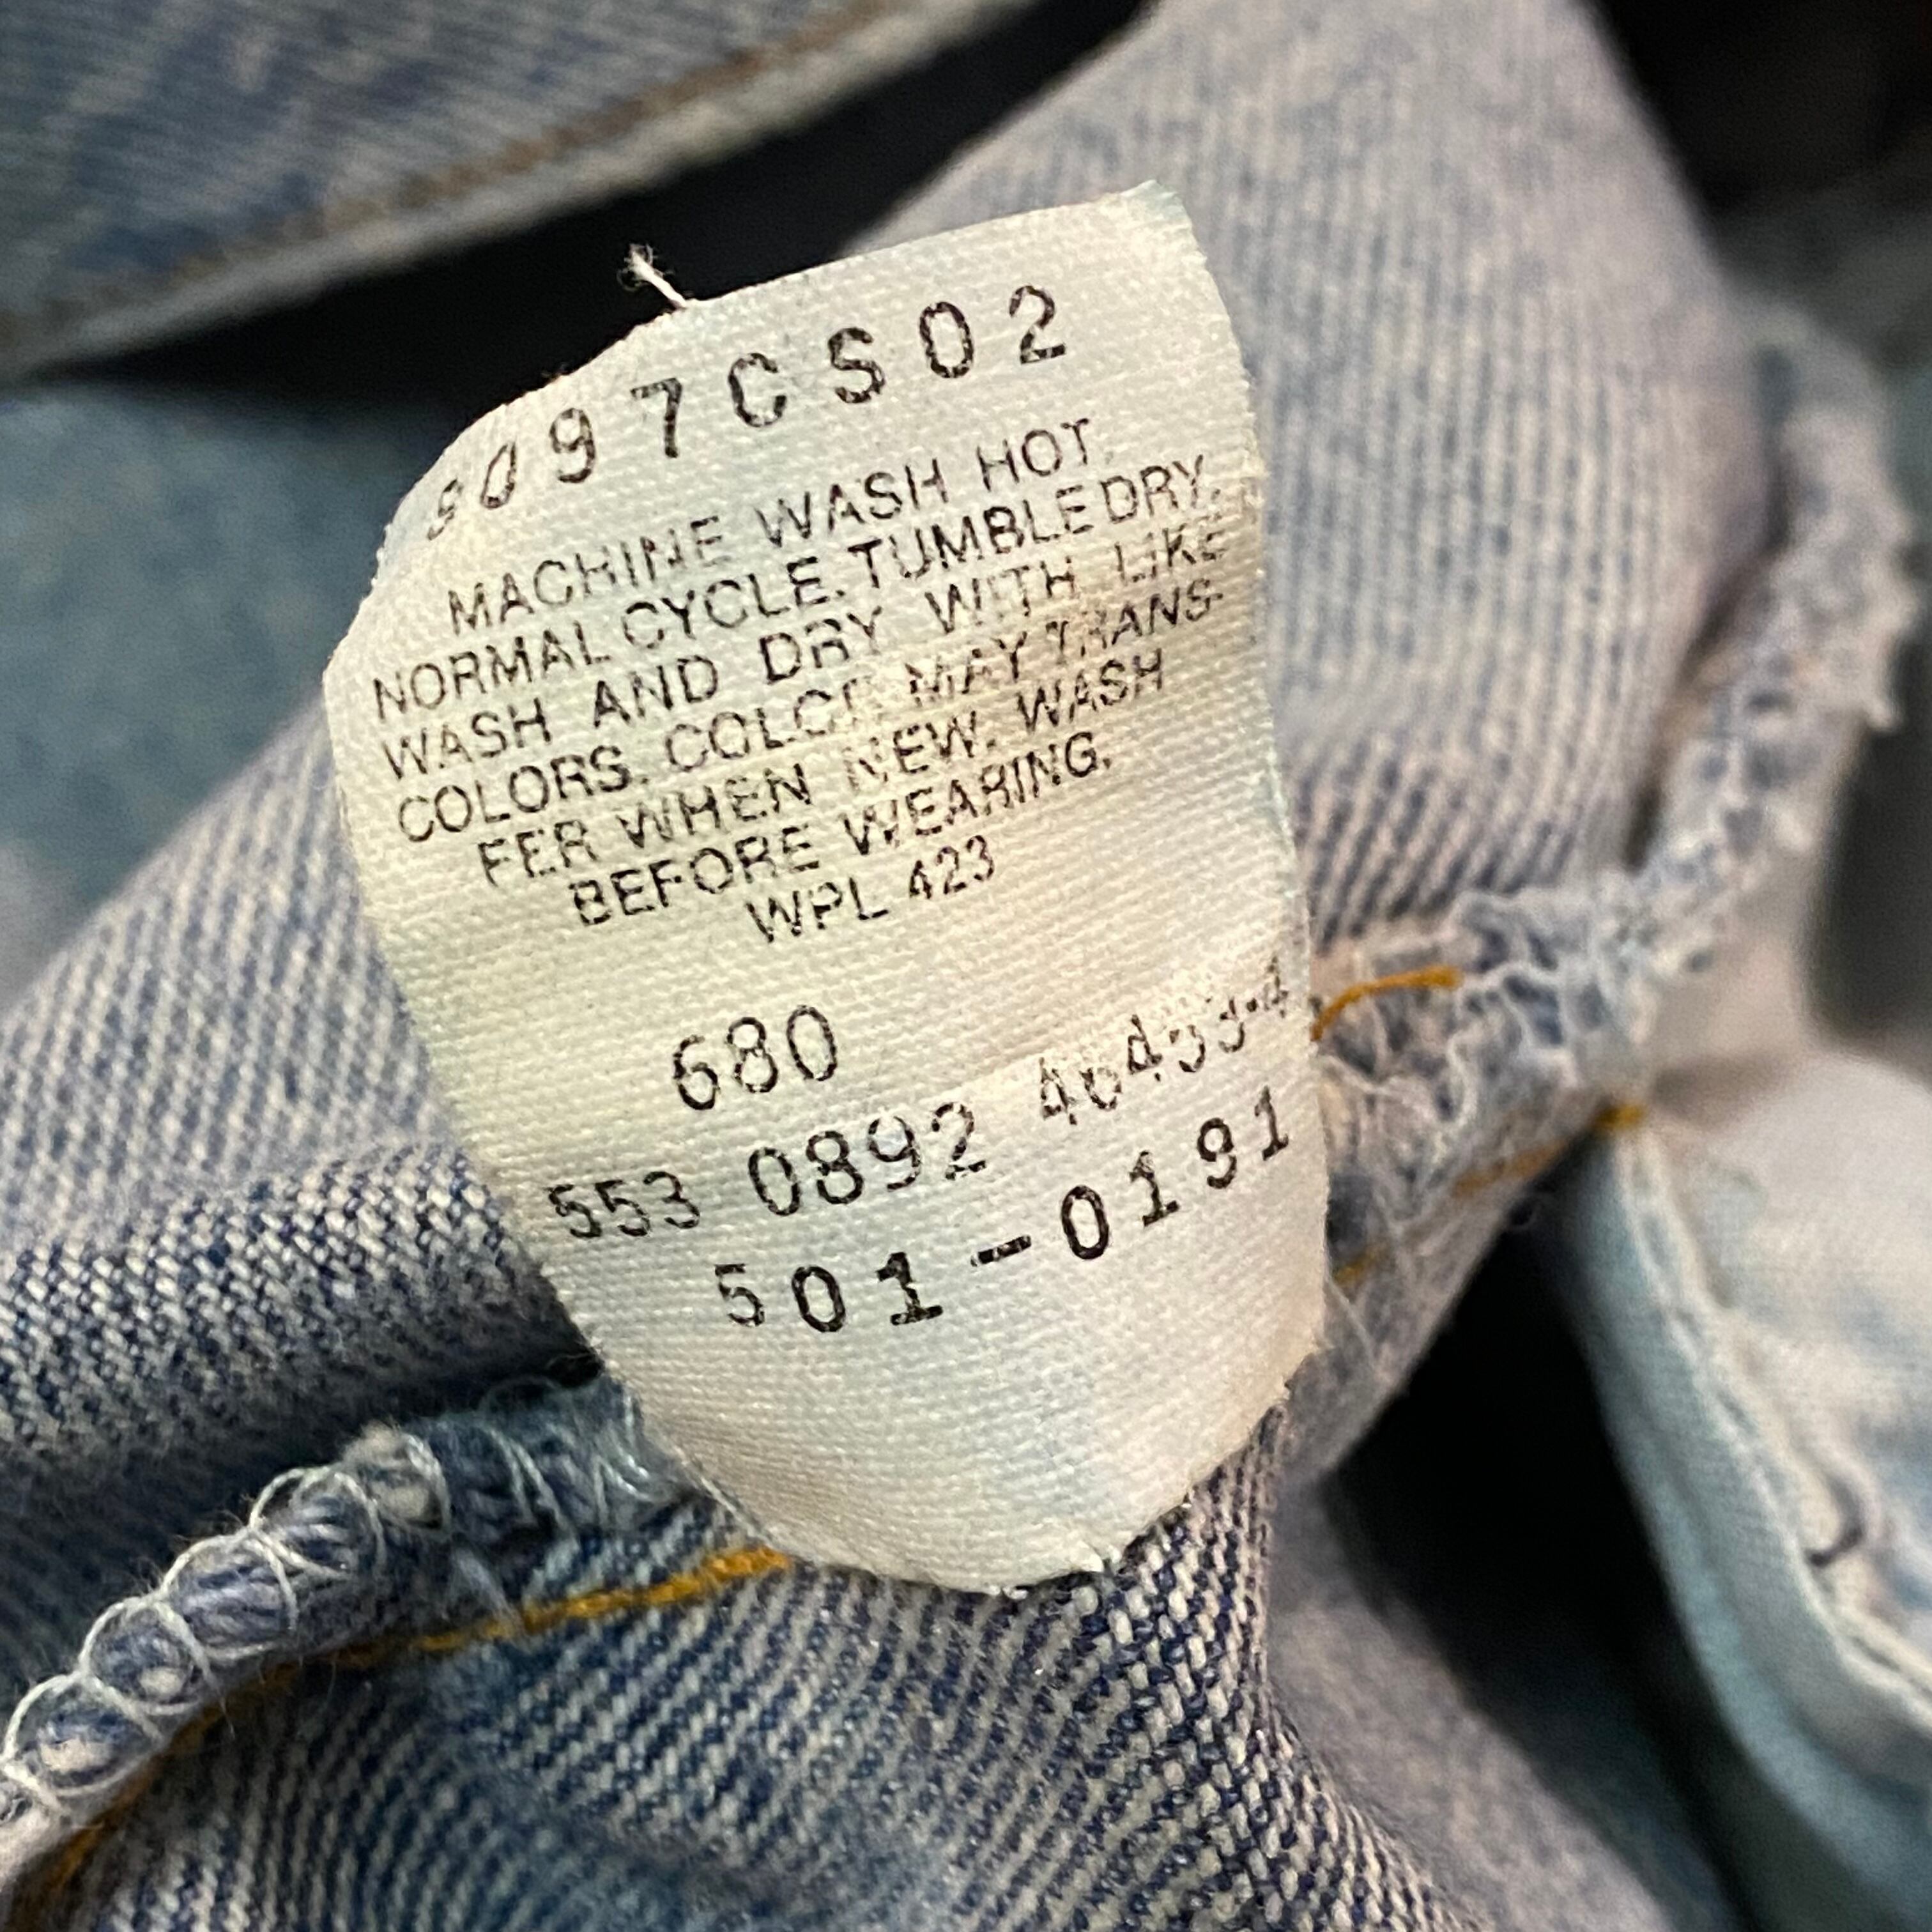 S097CS02
MACHINE WASH HOT,
NORMAL CYCLE. TUMBLE DRY.
WASH AND DRY WITH LIKE
COLORS. COLOR MAY TRANS-
FER WHEN NEW. WASH
BEFORE WEARING.
WPL 423
680
553 0892
501-0191